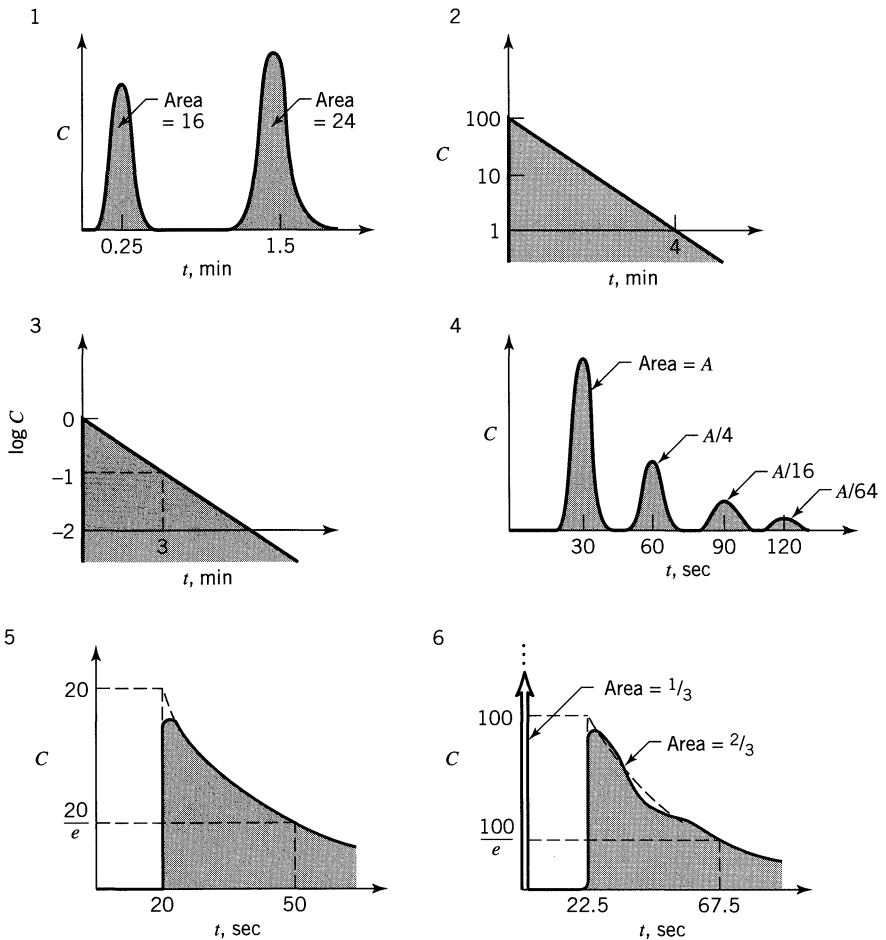 1
C
Area
= 16
Area
= 24
0.25
1.5
t, min
2
C
100
10
1
4
t, min
3
log C
0
−1
−2
3
t, min
4
C
Area = A
A/4
A/16
A/64
30
60
90
120
t, sec
5
C
20
20
e
20
50
t, sec
6
C
100
100
e
Area = 1/3
Area = 2/3
22.5
67.5
t, sec